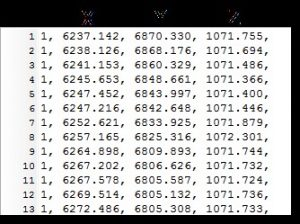 X Y Z
1 1, 6237.142, 6870.330, 1071.755,
2 1, 6238.126, 6868.176, 1071.694,
3 1, 6241.153, 6860.329, 1071.486,
4 1, 6245.653, 6848.661, 1071.366,
5 1, 6247.452, 6843.997, 1071.400,
6 1, 6247.216, 6842.648, 1071.446,
7 1, 6252.621, 6833.925, 1071.879,
8 1, 6257.165, 6825.316, 1072.301,
9 1, 6264.898, 6809.893, 1071.744,
10 1, 6267.202, 6806.626, 1071.732,
11 1, 6267.578, 6805.587, 1071.724,
12 1, 6269.514, 6805.132, 1071.736,
13 1, 6272.486, 6805.308, 1071.733,